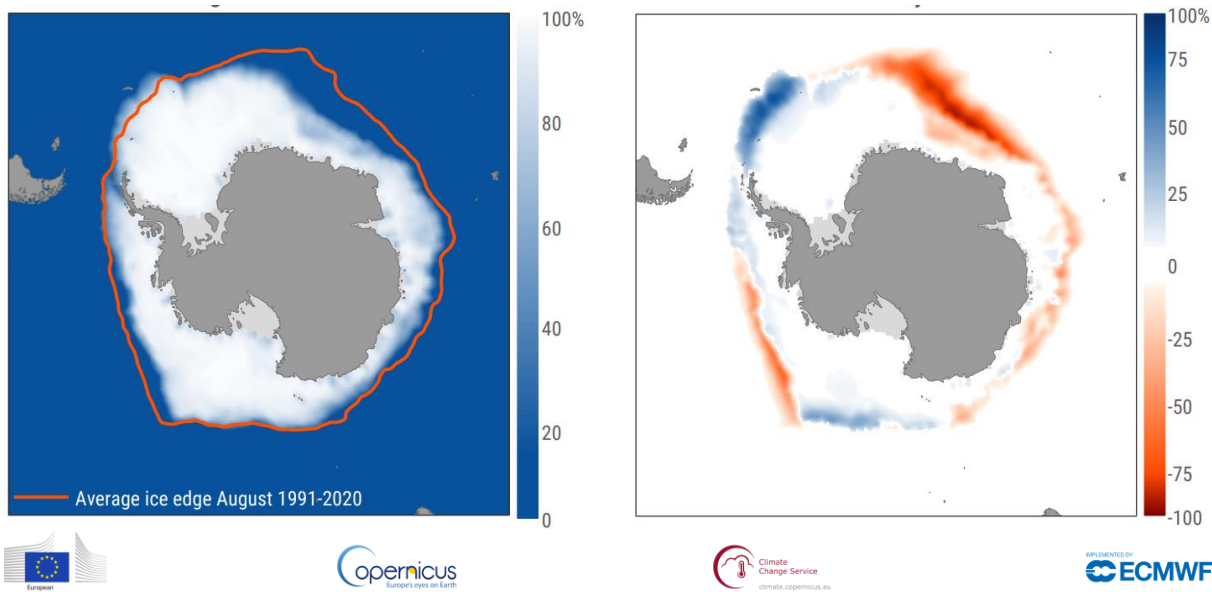 100%
80
60
40
20
0
Average ice edge August 1991-2020
100%
75
50
25
0
-25
-50
-75
-100
European
opernicus
Europe's eyes on Earth
Climate
Change Service
climate.copernicus.eu
IMPLEMENTED BY
ECMWF